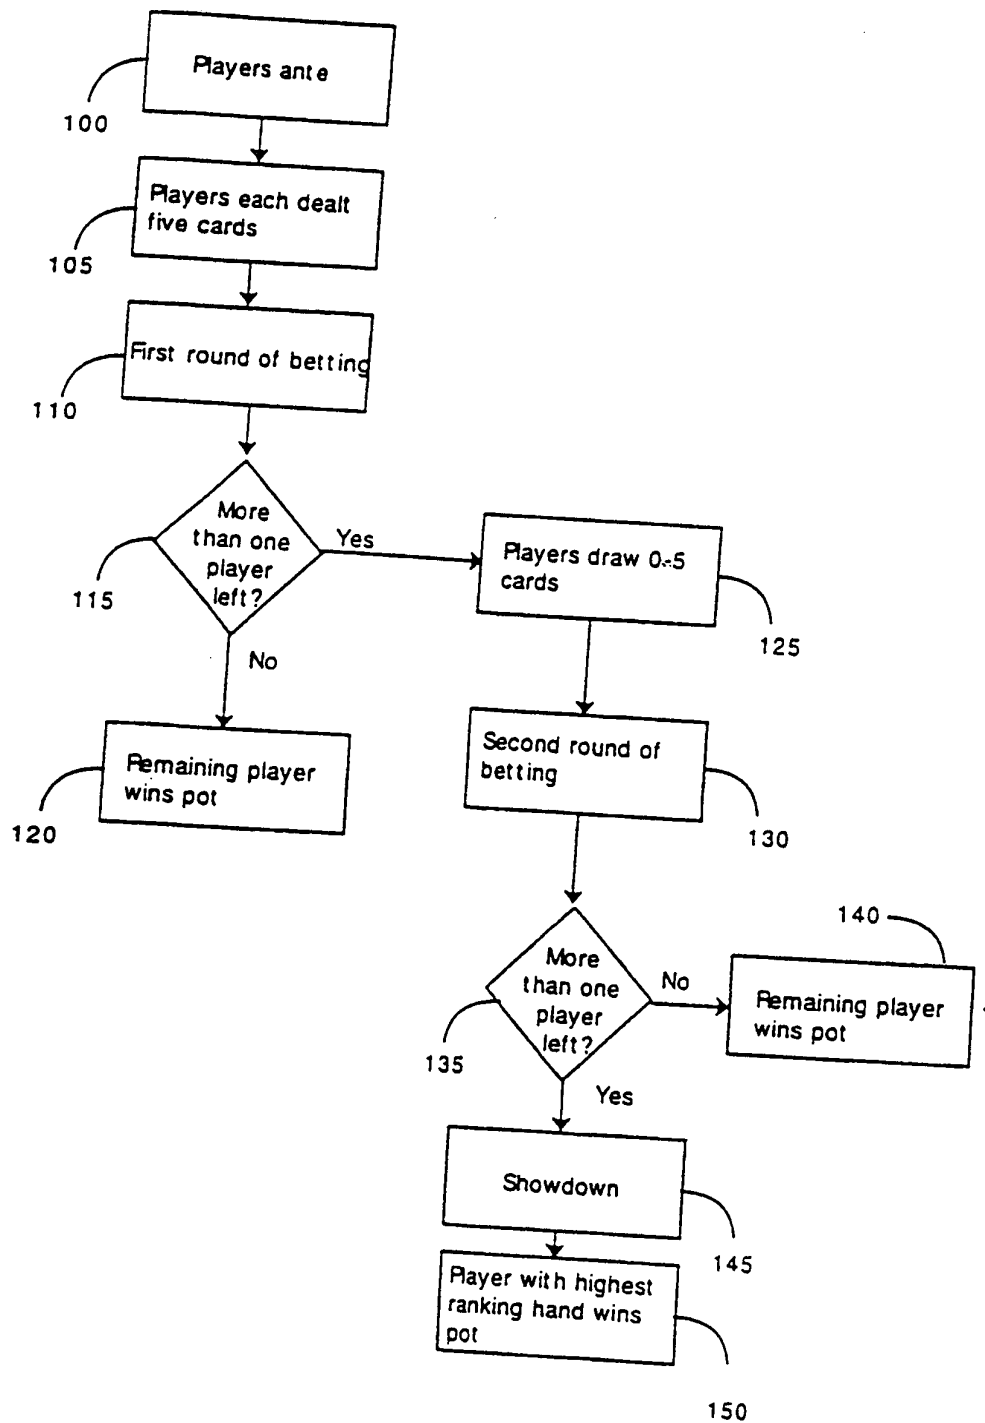 Players ante
100
Players each dealt
five cards
105
First round of betting
110
More
than one
player
left?
115
Yes
No
Remaining player
wins pot
120
Players draw 0-5
cards
125
Second round of
betting
130
More
than one
player
left?
135
No
140
Remaining player
wins pot
Yes
Showdown
145
Player with highest
ranking hand wins
pot
150